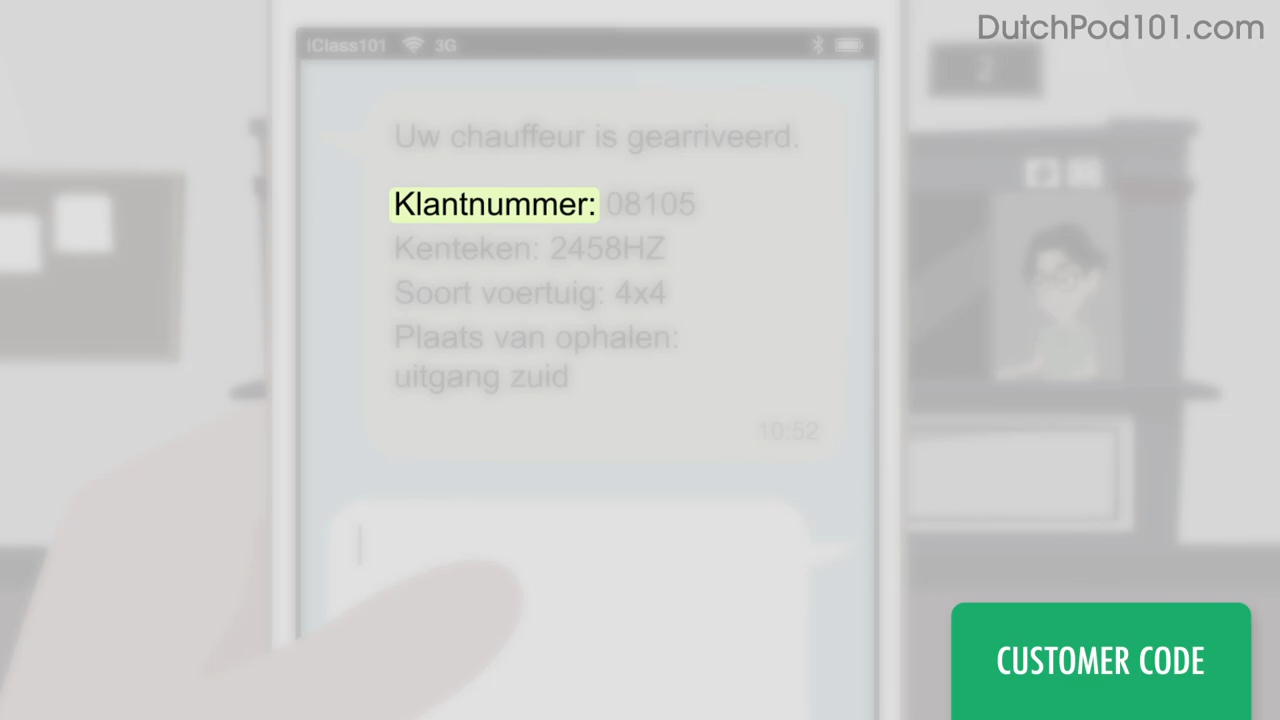 DutchPod101.com
iClass101 3G
2
Uw chauffeur is gearriveerd.
Klantnummer: 08105
Kenteken: 2458HZ
Soort voertuig: 4x4
Plaats van ophalen:
uitgang zuid
10:52
CUSTOMER CODE